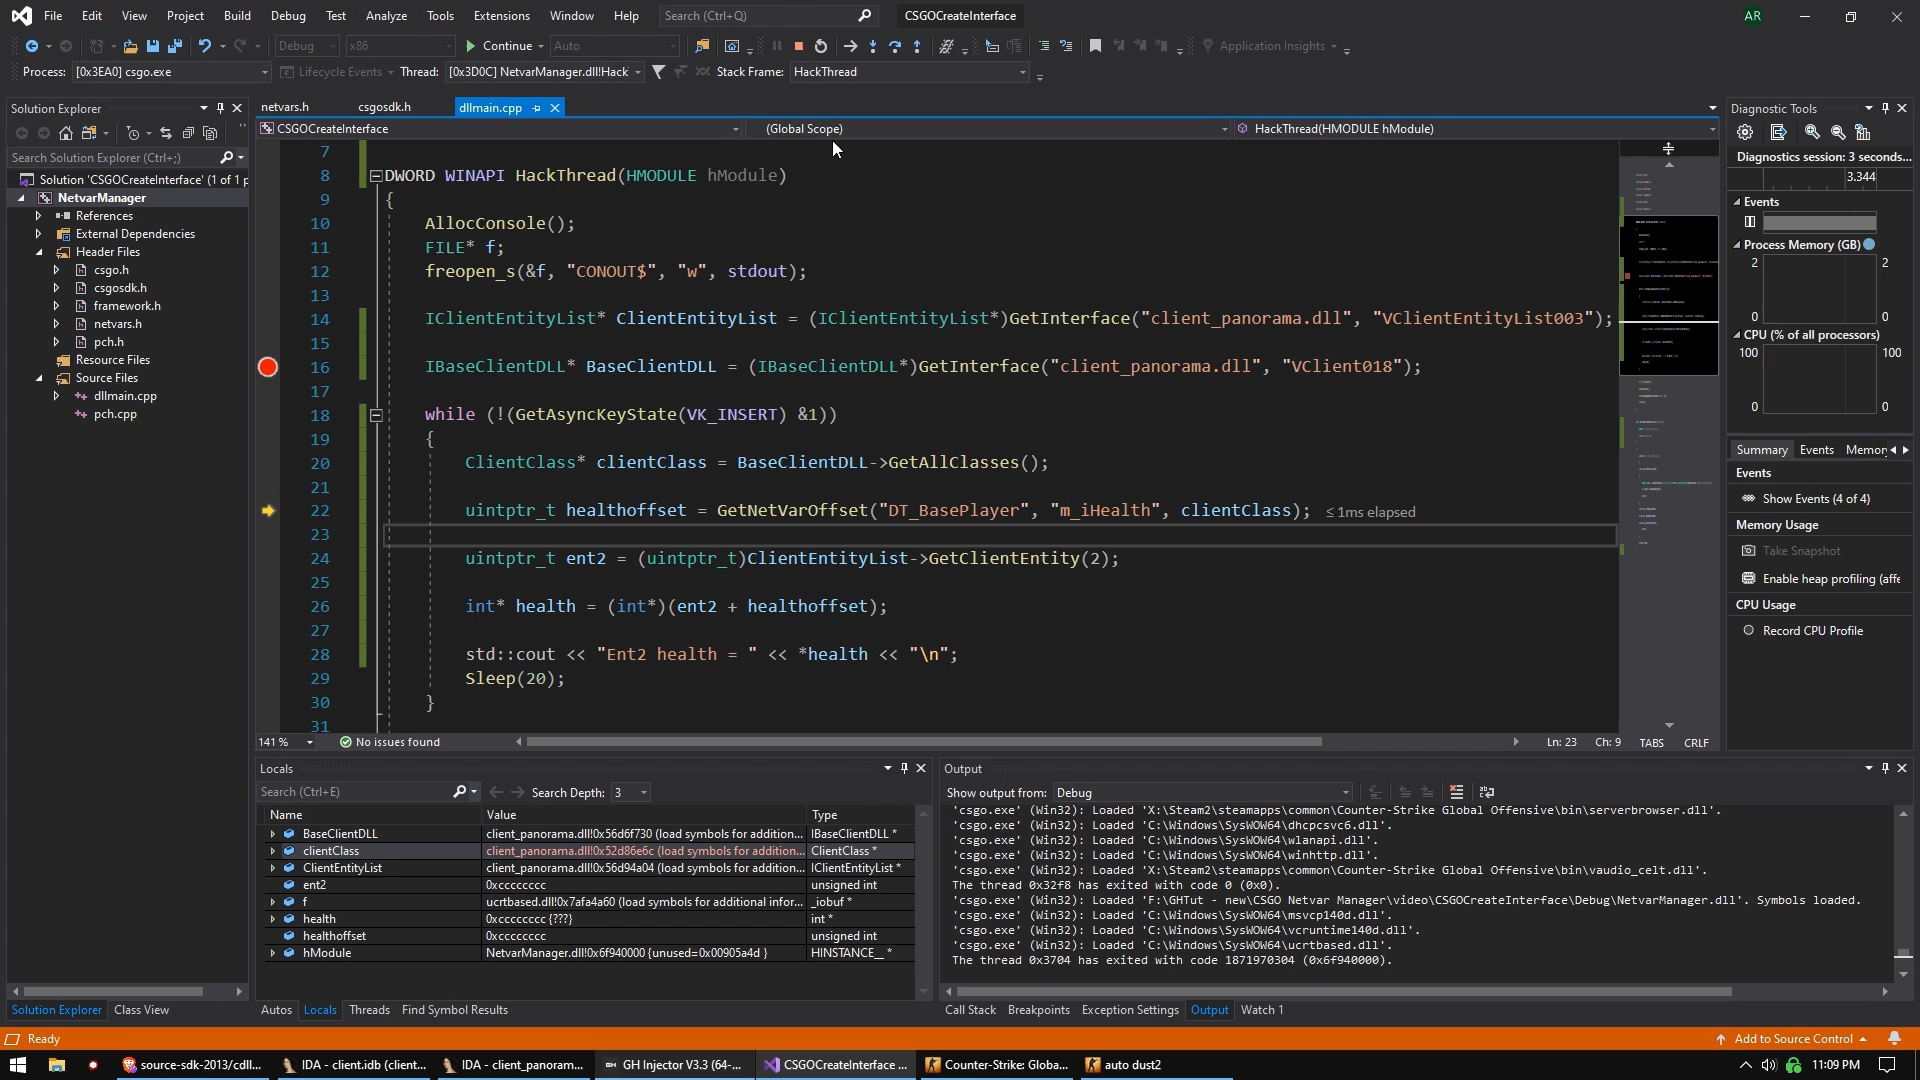 File Edit View Project Build Debug Test Analyze Tools Extensions Window Help Search (Ctrl+Q) CSGOCreateInterface AR
Debug x86 Continue Auto Application Insights
Process: [0x3EA0] csgo.exe Lifecycle Events Thread: [0x3D0C] NetvarManager.dll!Hack Stack Frame: HackThread
Solution Explorer
Search Solution Explorer (Ctrl+;)
Solution 'CSGOCreateInterface' (1 of 1 p
NetvarManager
References
External Dependencies
Header Files
csgo.h
csgosdk.h
framework.h
netvars.h
pch.h
Resource Files
Source Files
dllmain.cpp
pch.cpp
Solution Explorer Class View
netvars.h csgosdk.h dllmain.cpp
CSGOCreateInterface (Global Scope) HackThread(HMODULE hModule)
7
8 DWORD WINAPI HackThread(HMODULE hModule)
9 {
10 AllocConsole();
11 FILE* f;
12 freopen_s(&f, "CONOUT$", "w", stdout);
13
14 IClientEntityList* ClientEntityList = (IClientEntityList*)GetInterface("client_panorama.dll", "VClientEntityList003");
15
16 IBaseClientDLL* BaseClientDLL = (IBaseClientDLL*)GetInterface("client_panorama.dll", "VClient018");
17
18 while (!(GetAsyncKeyState(VK_INSERT) &1))
19 {
20 ClientClass* clientClass = BaseClientDLL->GetAllClasses();
21
22 uintptr_t healthoffset = GetNetVarOffset("DT_BasePlayer", "m_iHealth", clientClass); ≤1ms elapsed
23
24 uintptr_t ent2 = (uintptr_t)ClientEntityList->GetClientEntity(2);
25
26 int* health = (int*)(ent2 + healthoffset);
27
28 std::cout << "Ent2 health = " << *health << "\n";
29 Sleep(20);
30 }
31
141 % No issues found Ln: 23 Ch: 9 TABS CRLF
Diagnostic Tools
Diagnostics session: 3 seconds...
3.344
Events
Process Memory (GB)
2 2
0 0
CPU (% of all processors)
100 100
0 0
Summary Events Memory
Events
Show Events (4 of 4)
Memory Usage
Take Snapshot
Enable heap profiling (affe
CPU Usage
Record CPU Profile
Locals
Search (Ctrl+E) Search Depth: 3
Name Value Type
BaseClientDLL client_panorama.dll!0x56d6f730 (load symbols for addition... IBaseClientDLL *
clientClass client_panorama.dll!0x52d86e6c (load symbols for addition... ClientClass *
ClientEntityList client_panorama.dll!0x56d94a04 (load symbols for addition... IClientEntityList *
ent2 0xcccccccc unsigned int
f ucrtbased.dll!0x7afa4a60 (load symbols for additional infor... _iobuf *
health 0xcccccccc {???} int *
healthoffset 0xcccccccc unsigned int
hModule NetvarManager.dll!0x6f940000 {unused=0x00905a4d } HINSTANCE__ *
Autos Locals Threads Find Symbol Results
Output
Show output from: Debug
'csgo.exe' (Win32): Loaded 'X:\Steam2\steamapps\common\Counter-Strike Global Offensive\bin\serverbrowser.dll'.
'csgo.exe' (Win32): Loaded 'C:\Windows\SysWOW64\dhcpcsvc6.dll'.
'csgo.exe' (Win32): Loaded 'C:\Windows\SysWOW64\wlanapi.dll'.
'csgo.exe' (Win32): Loaded 'C:\Windows\SysWOW64\winhttp.dll'.
'csgo.exe' (Win32): Loaded 'X:\Steam2\steamapps\common\Counter-Strike Global Offensive\bin\vaudio_celt.dll'.
The thread 0x32f8 has exited with code 0 (0x0).
'csgo.exe' (Win32): Loaded 'F:\GHTut - new\CSGO Netvar Manager\video\CSGOCreateInterface\Debug\NetvarManager.dll'. Symbols loaded.
'csgo.exe' (Win32): Loaded 'C:\Windows\SysWOW64\msvcp140d.dll'.
'csgo.exe' (Win32): Loaded 'C:\Windows\SysWOW64\vcruntime140d.dll'.
'csgo.exe' (Win32): Loaded 'C:\Windows\SysWOW64\ucrtbased.dll'.
The thread 0x3704 has exited with code 1871970304 (0x6f940000).
Call Stack Breakpoints Exception Settings Output Watch 1
Ready Add to Source Control
source-sdk-2013/cdll... IDA - client.idb (client... IDA - client_panoram... GH Injector V3.3 (64-... CSGOCreateInterface ... Counter-Strike: Globa... auto dust2 11:09 PM